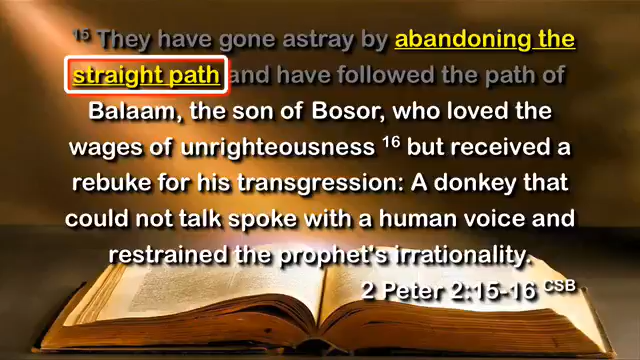 15 They have gone astray by abandoning the
straight path and have followed the path of
Balaam, the son of Bosor, who loved the
wages of unrighteousness 16 but received a
rebuke for his transgression: A donkey that
could not talk spoke with a human voice and
restrained the prophet's irrationality.
2 Peter 2:15-16 CSB